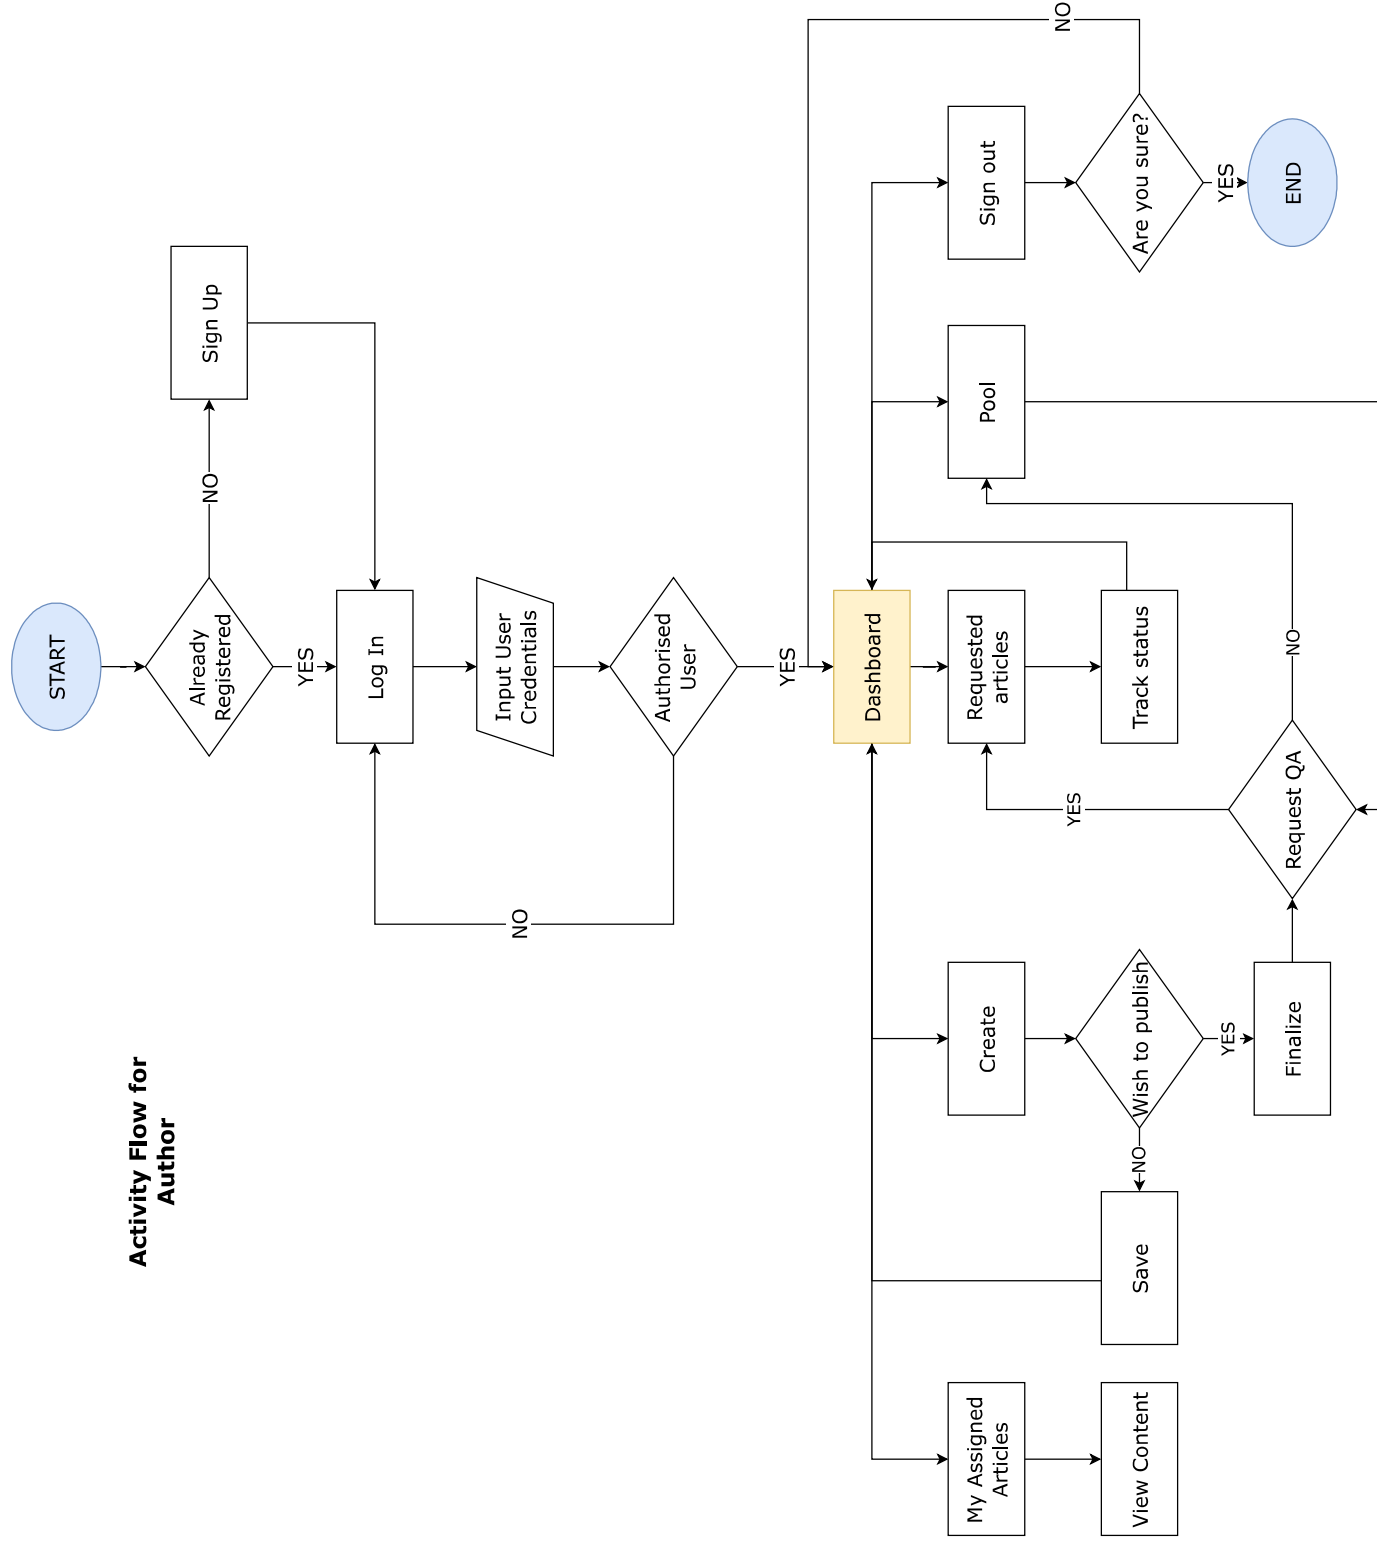 Activity Flow for
Author
START
Already
Registered
NO
Sign Up
YES
Log In
Input User
Credentials
Authorised
User
NO
YES
Dashboard
NO
My Assigned
Articles
View Content
Create
Wish to publish
NO
Save
YES
Finalize
Request QA
YES
NO
Requested
articles
Track status
Pool
Sign out
Are you sure?
YES
END